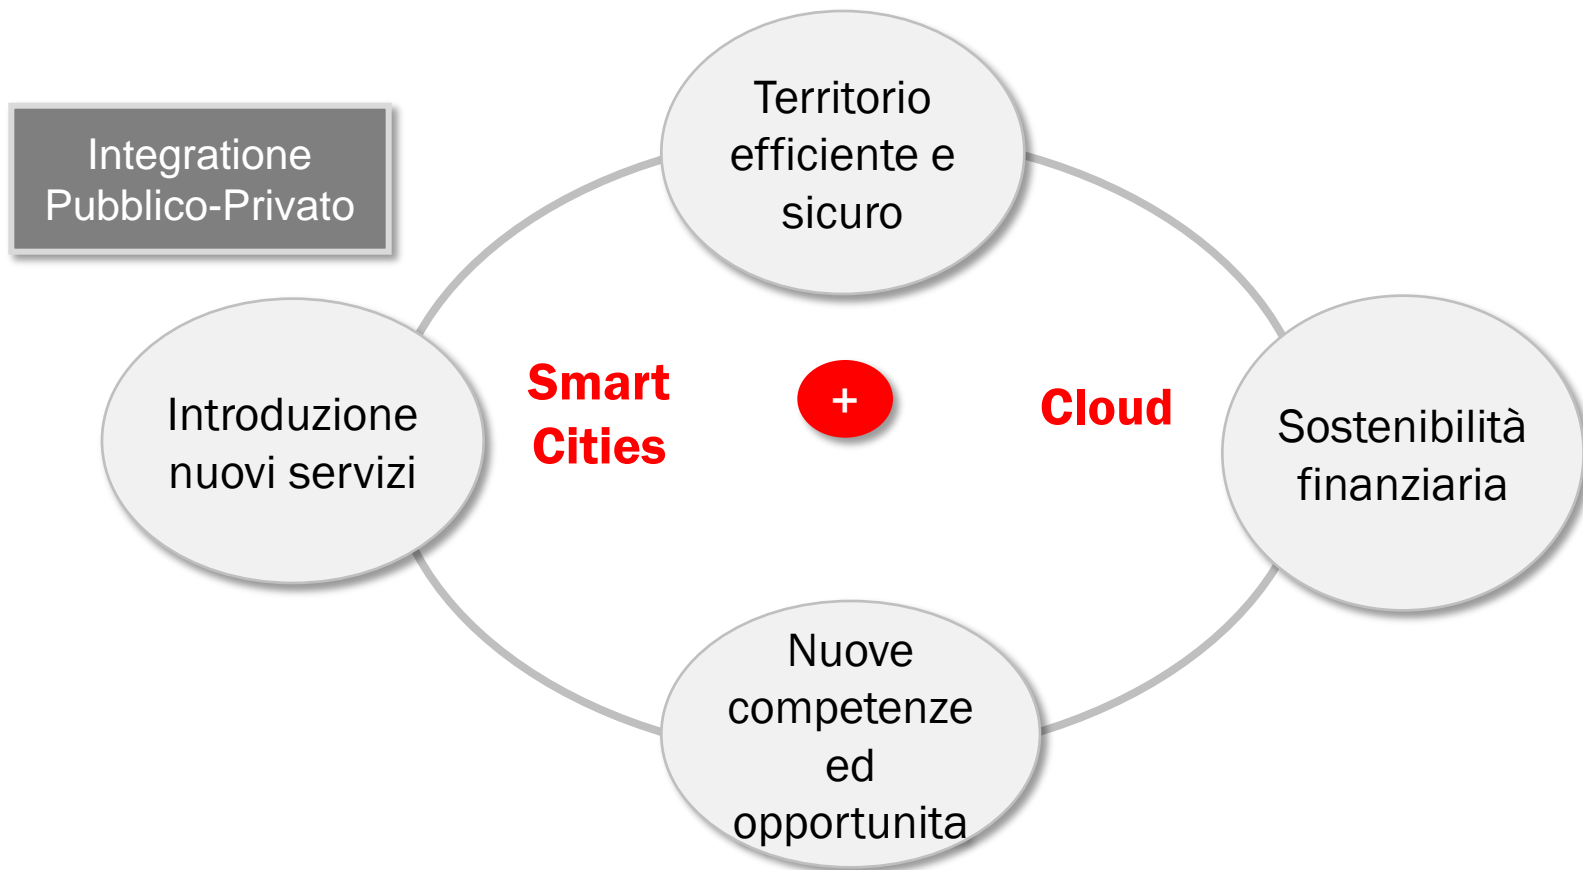 Territorio
efficiente e
sicuro
Integratione
Pubblico-Privato
Introduzione
nuovi servizi
Smart
Cities
+
Cloud
Sostenibilità
finanziaria
Nuove
competenze
ed
opportunita